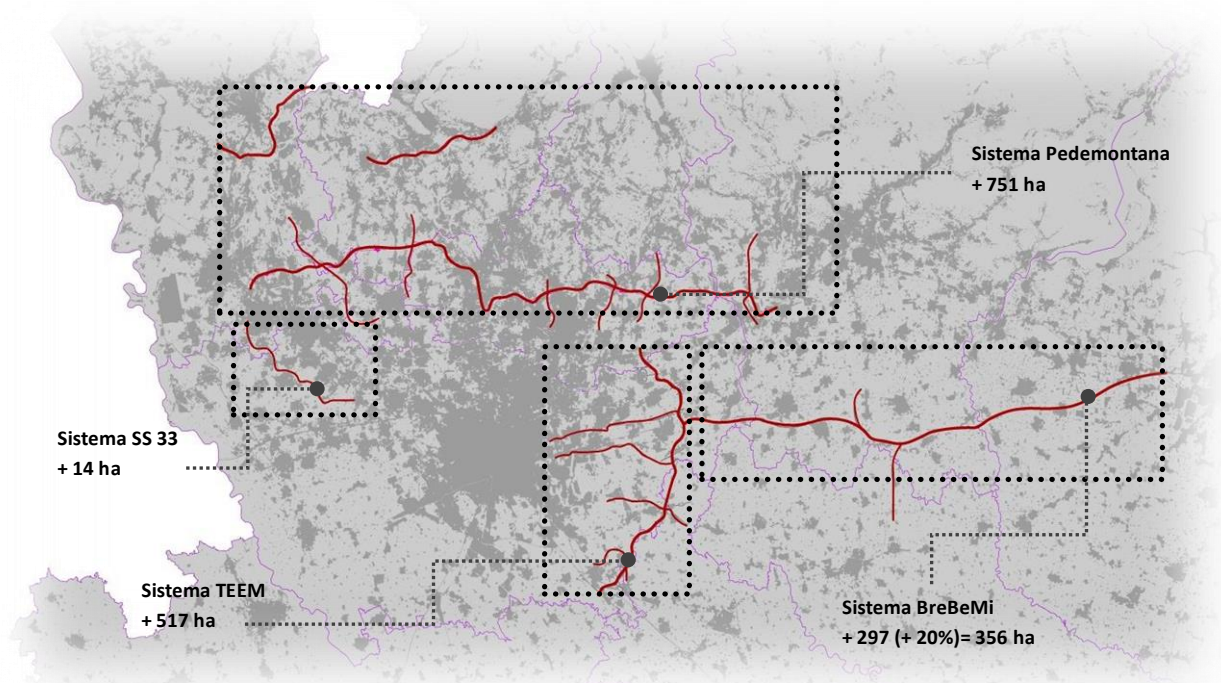 Sistema Pedemontana
+ 751 ha
Sistema SS 33
+ 14 ha
Sistema TEEM
+ 517 ha
Sistema BreBeMi
+ 297 (+ 20%)= 356 ha